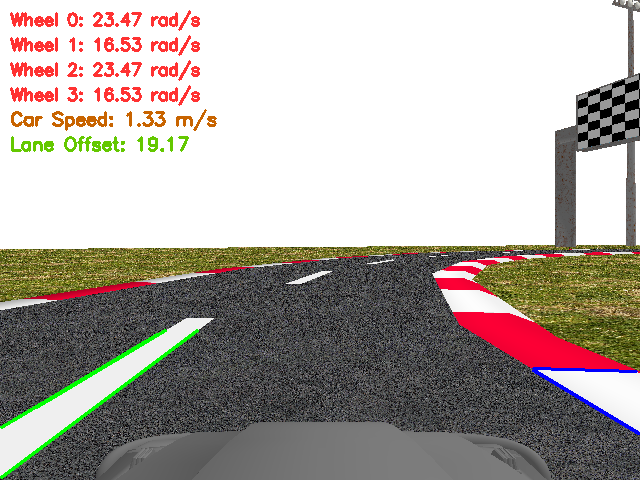 Wheel 0: 23.47 rad/s
Wheel 1: 16.53 rad/s
Wheel 2: 23.47 rad/s
Wheel 3: 16.53 rad/s
Car Speed: 1.33 m/s
Lane Offset: 19.17